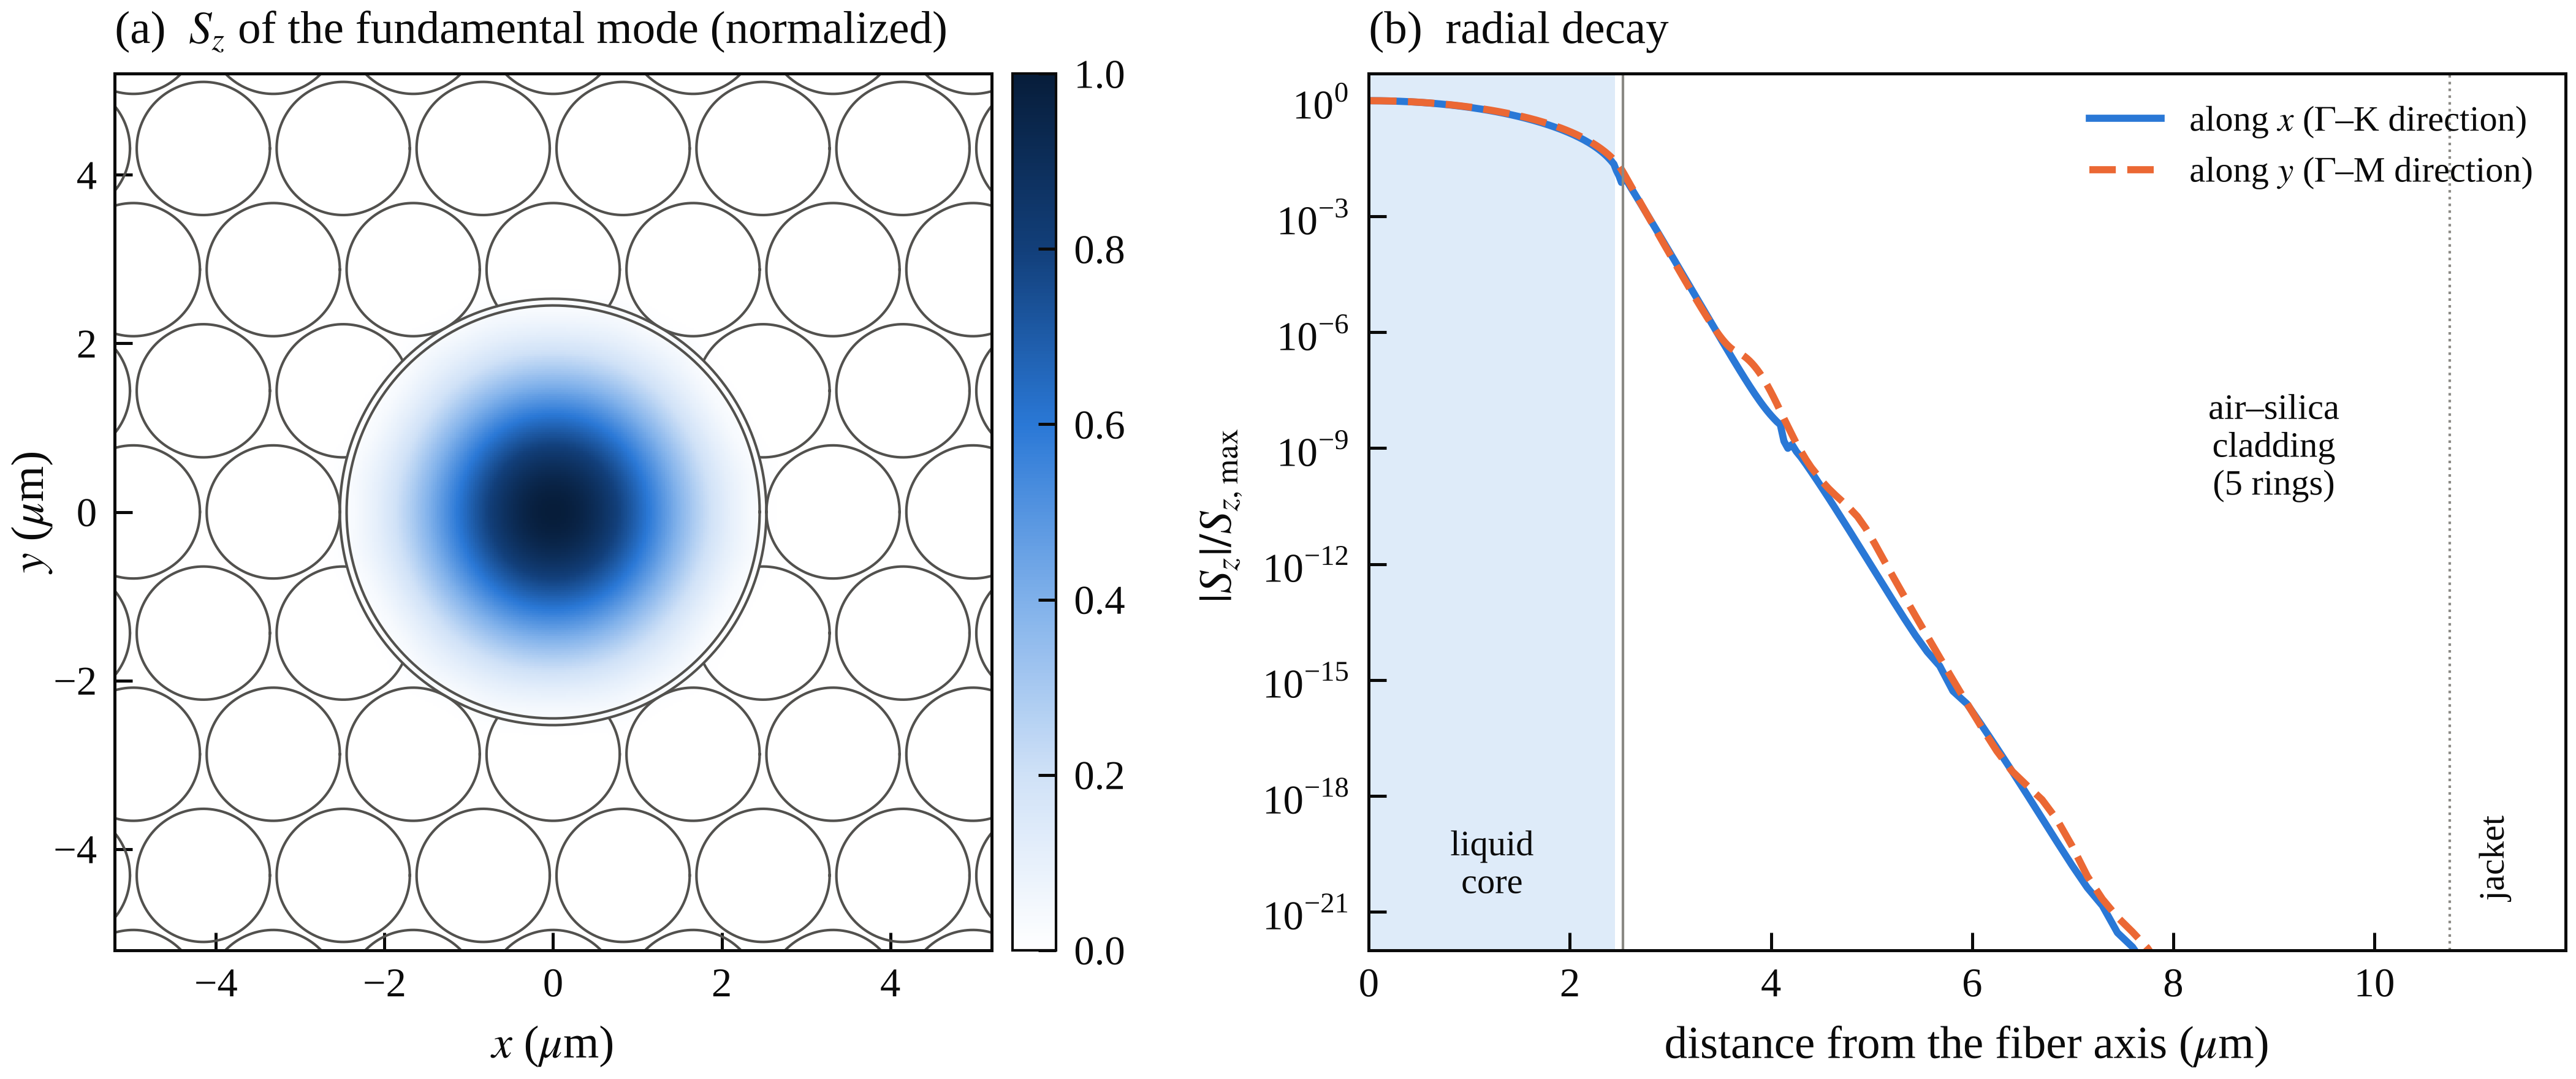 (a) S_z of the fundamental mode (normalized)
y (μm)
4
2
0
−2
−4
−4 −2 0 2 4
x (μm)
1.0
0.8
0.6
0.4
0.2
0.0
(b) radial decay
|S_z|/S_z, max
10^0
10^−3
10^−6
10^−9
10^−12
10^−15
10^−18
10^−21
along x (Γ–K direction)
along y (Γ–M direction)
air–silica
cladding
(5 rings)
liquid
core
jacket
0 2 4 6 8 10
distance from the fiber axis (μm)